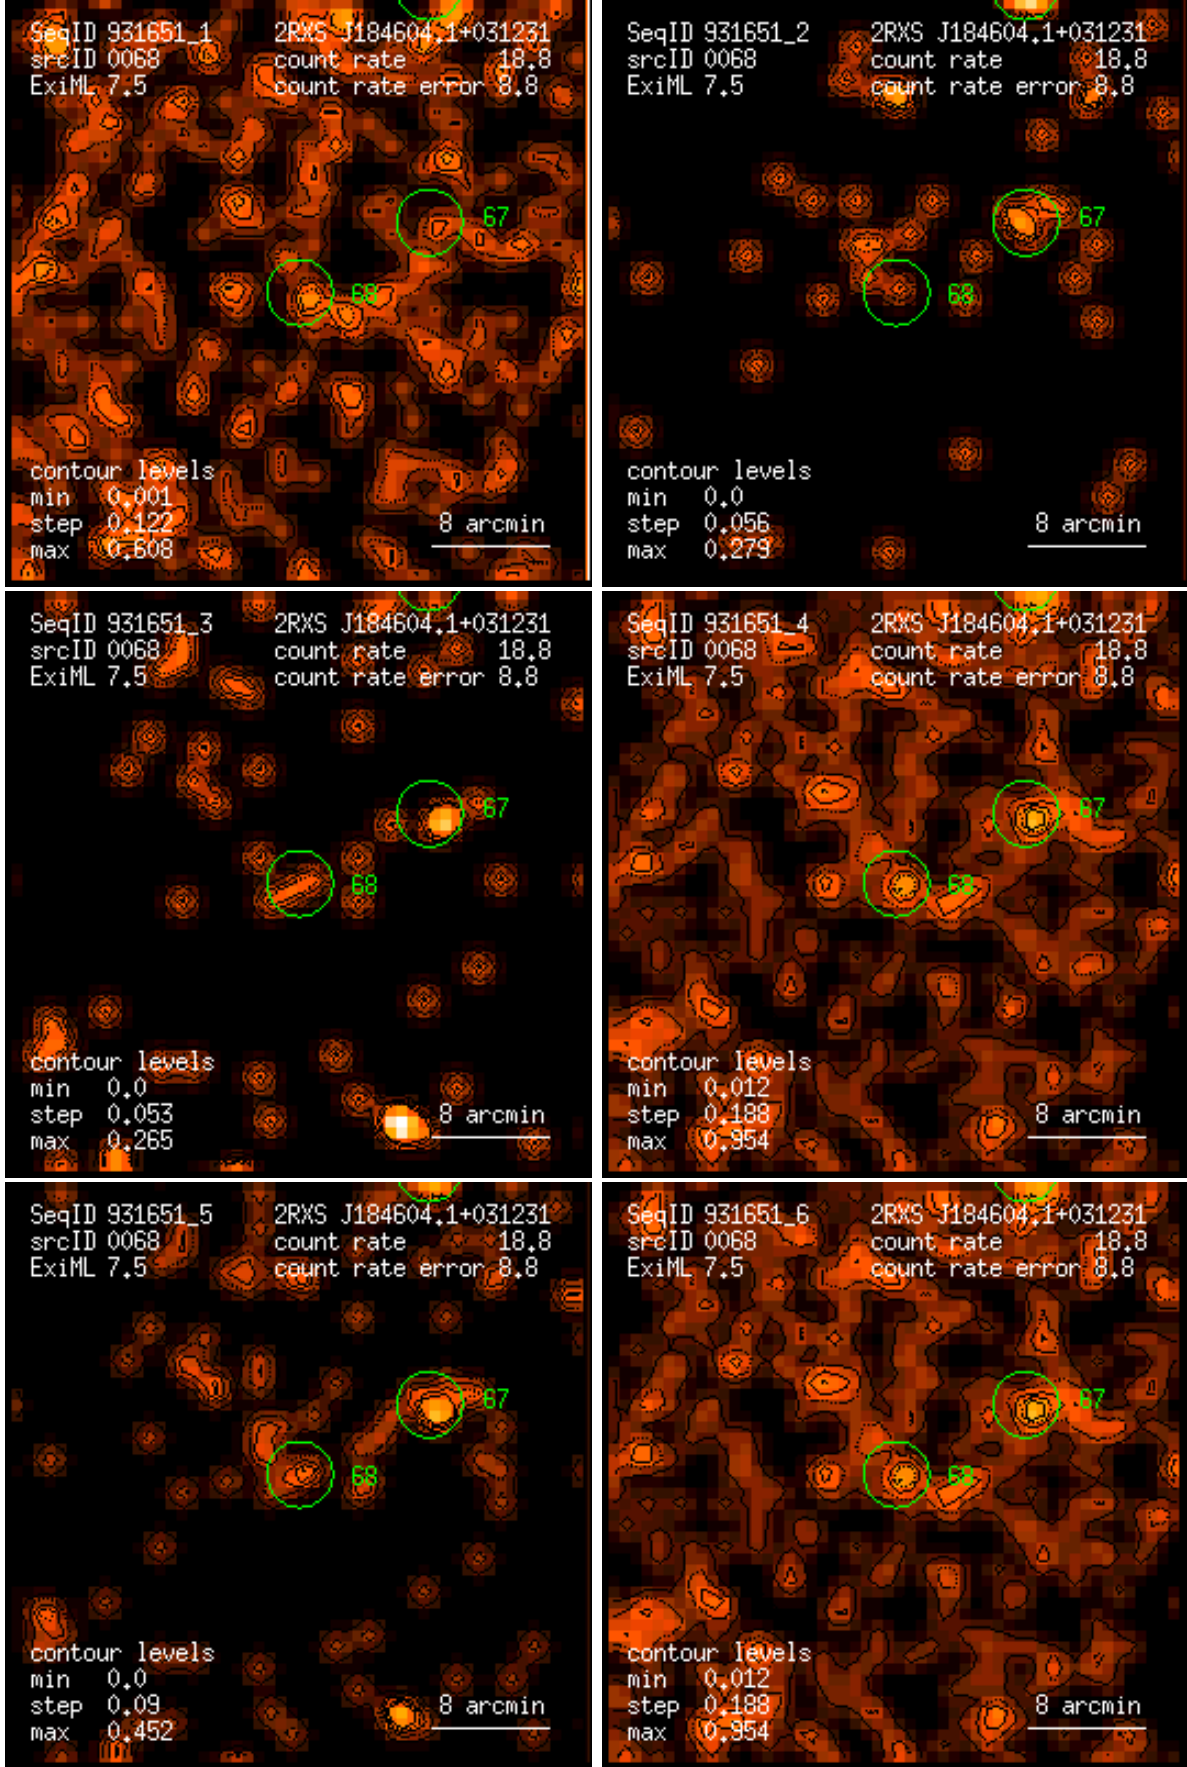 SeqID 931651_1 2RXS J184604.1+031231
srcID 0068 count rate 18.8
ExiML 7.5 count rate error 8.8
67
68
contour levels
min 0.001
step 0.122 8 arcmin
max 0.608
SeqID 931651_2 2RXS J184604.1+031231
srcID 0068 count rate 18.8
ExiML 7.5 count rate error 8.8
67
68
contour levels
min 0.0
step 0.056 8 arcmin
max 0.279
SeqID 931651_3 2RXS J184604.1+031231
srcID 0068 count rate 18.8
ExiML 7.5 count rate error 8.8
67
68
contour levels
min 0.0
step 0.053 8 arcmin
max 0.265
SeqID 931651_4 2RXS J184604.1+031231
srcID 0068 count rate 18.8
ExiML 7.5 count rate error 8.8
67
68
contour levels
min 0.012
step 0.188 8 arcmin
max 0.954
SeqID 931651_5 2RXS J184604.1+031231
srcID 0068 count rate 18.8
ExiML 7.5 count rate error 8.8
67
68
contour levels
min 0.0
step 0.09 8 arcmin
max 0.452
SeqID 931651_6 2RXS J184604.1+031231
srcID 0068 count rate 18.8
ExiML 7.5 count rate error 8.8
67
68
contour levels
min 0.012
step 0.188 8 arcmin
max 0.954